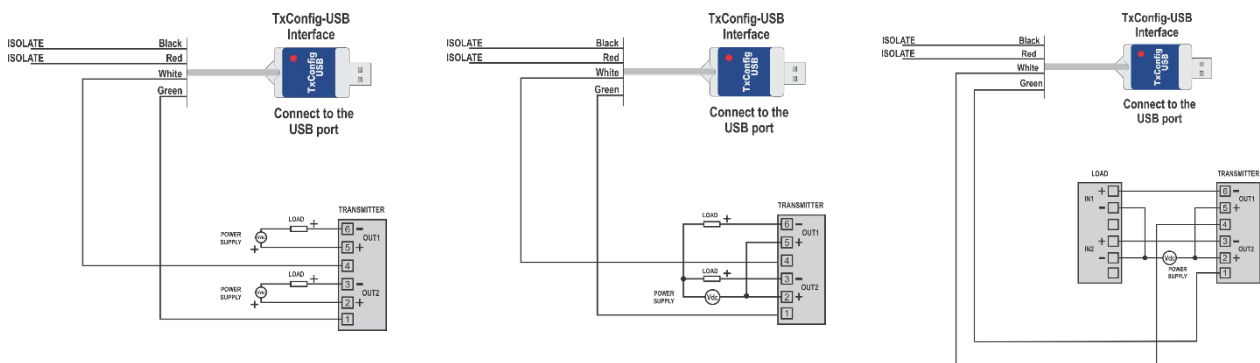 TxConfig-USB
Interface
ISOLATE
Black
ISOLATE
Red
White
Green
TxConfig
USB
Connect to the
USB port
TRANSMITTER
LOAD
+
6
−
OUT1
POWER
SUPPLY
Vdc
+
5
+
4
LOAD
+
3
−
OUT2
POWER
SUPPLY
Vdc
+
2
+
1
TxConfig-USB
Interface
ISOLATE
Black
ISOLATE
Red
White
Green
TxConfig
USB
Connect to the
USB port
TRANSMITTER
LOAD
+
6
−
OUT1
5
+
4
LOAD
+
3
−
OUT2
POWER
SUPPLY
Vdc
2
+
1
TxConfig-USB
Interface
ISOLATE
Black
ISOLATE
Red
White
Green
TxConfig
USB
Connect to the
USB port
LOAD
TRANSMITTER
IN1
+
−
6
−
OUT1
5
+
4
IN2
+
−
3
−
OUT2
Vdc
2
+
POWER
SUPPLY
1